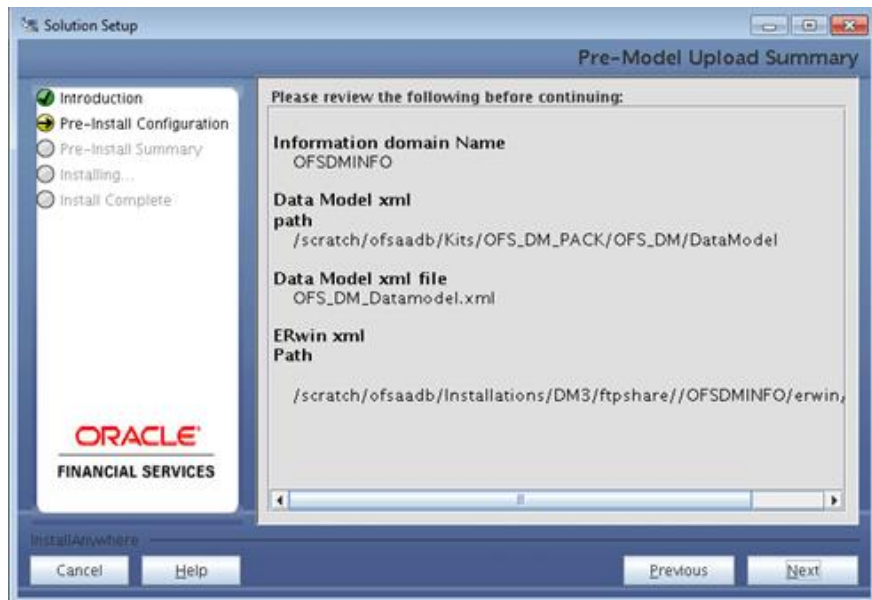 Solution Setup
Pre-Model Upload Summary
Introduction
Pre-Install Configuration
Pre-Install Summary
Installing...
Install Complete
ORACLE
FINANCIAL SERVICES
Please review the following before continuing:
Information domain Name
OFSDMINFO
Data Model xml
path
/scratch/ofsaadb/Kits/OFS_DM_PACK/OFS_DM/DataModel
Data Model xml file
OFS_DM_Datamodel.xml
ERwin xml
Path
/scratch/ofsaadb/Installations/DM3/ftpshare//OFSDMINFO/erwin,
InstallAnywhere
Cancel
Help
Previous
Next